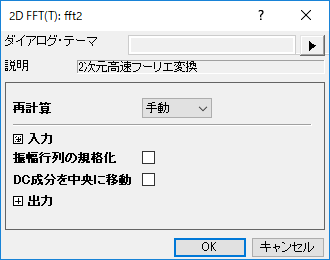 2D FFT(T): fft2
ダイアログ・テーマ
説明 2次元高速フーリエ変換
再計算 手動
入力
振幅行列の規格化
DC成分を中央に移動
出力
OK キャンセル